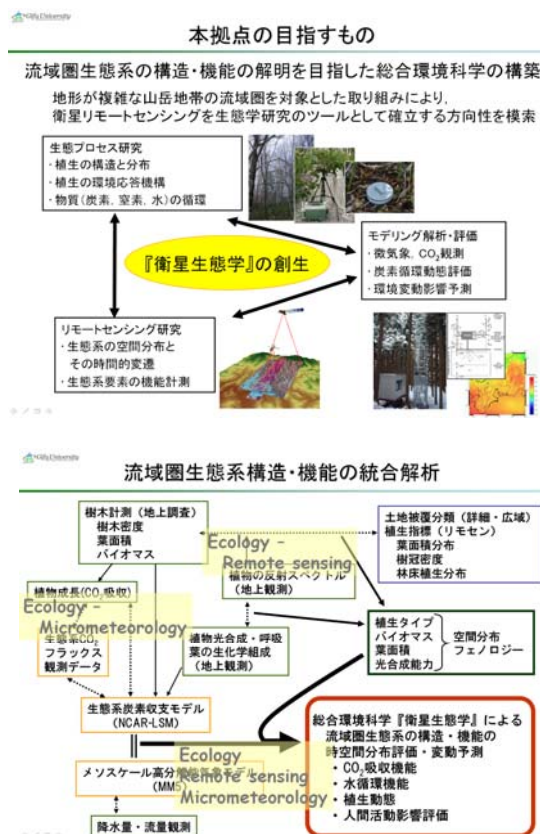 Gifu University
本拠点の目指すもの
流域圏生態系の構造・機能の解明を目指した総合環境科学の構築
地形が複雑な山岳地帯の流域圏を対象とした取り組みにより,
衛星リモートセンシングを生態学研究のツールとして確立する方向性を模索
生態プロセス研究
・植生の構造と分布
・植生の環境応答機構
・物質(炭素, 窒素, 水)の循環
モデリング解析・評価
・微気象, CO₂観測
・炭素循環動態評価
・環境変動影響予測
『衛星生態学』の創生
リモートセンシング研究
・生態系の空間分布と
その時間的変遷
・生態系要素の機能計測
Gifu University
流域圏生態系構造・機能の統合解析
樹木計測(地上調査)
樹木密度
葉面積
バイオマス
土地被覆分類(詳細・広域)
植生指標(リモセン)
葉面積分布
樹冠密度
林床植生分布
Ecology -
Remote sensing
植物の反射スペクトル
(地上観測)
植物成長(CO₂吸収)
Ecology -
Micrometeorology
生態系CO₂
フラックス
観測データ
植物光合成・呼吸
葉の生化学組成
(地上観測)
植生タイプ
バイオマス
葉面積
光合成能力
空間分布
フェノロジー
生態系炭素収支モデル
(NCAR-LSM)
総合環境科学『衛星生態学』による
流域圏生態系の構造・機能の
時空間分布評価・変動予測
・CO₂吸収機能
・水循環機能
・植生動態
・人間活動影響評価
Ecology
Remote sensing
Micrometeorology
メソスケール高分
モデル
(MM5)
降水量・流量観測